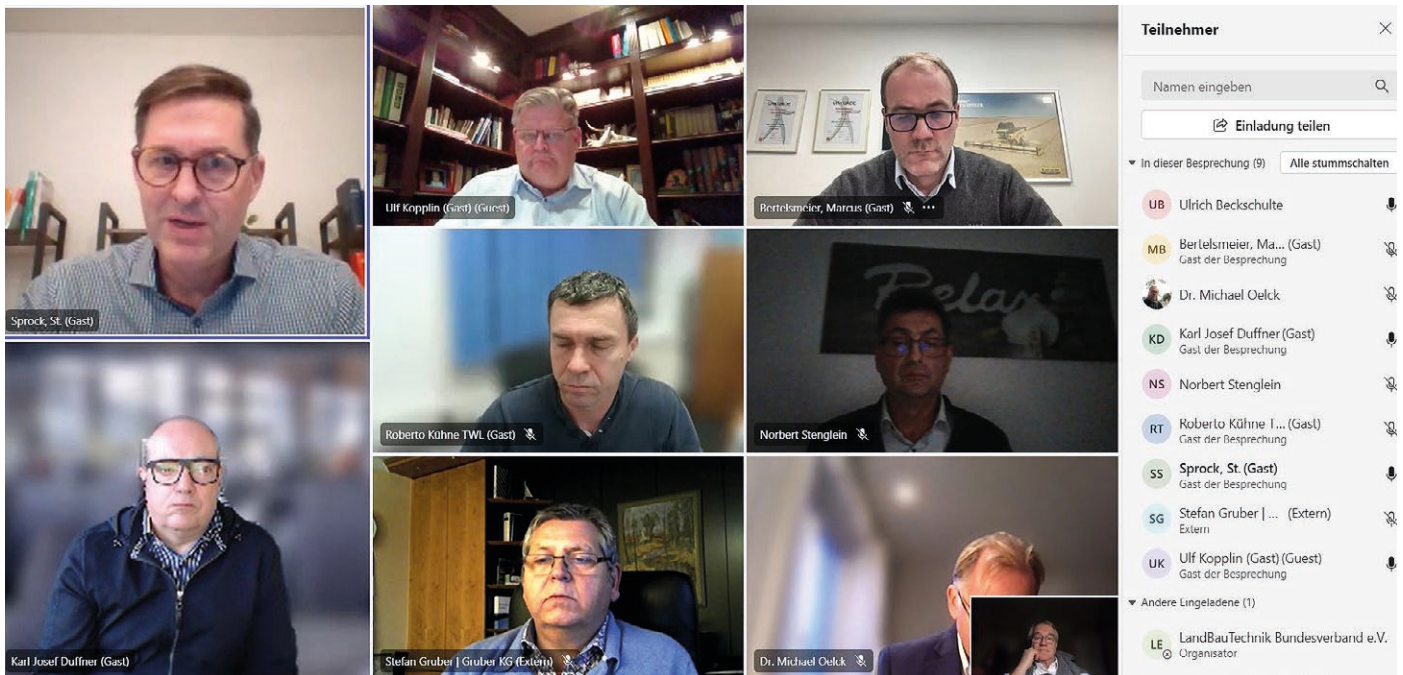 Sprock, St. (Gast)
Ulf Kopplin (Gast) (Guest)
URKUNDE
URKUNDE
Bertelsmeier, Marcus (Gast)
Roberto Kühne TWL (Gast)
Relax
Norbert Stenglein
Karl Josef Duffner (Gast)
Stefan Gruber | Gruber KG (Extern)
Dr. Michael Oelck
Teilnehmer
Namen eingeben
Einladung teilen
In dieser Besprechung (9)
Alle stummschalten
UB
Ulrich Beckschulte
MB
Bertelsmeier, Ma... (Gast)
Gast der Besprechung
Dr. Michael Oelck
KD
Karl Josef Duffner (Gast)
Gast der Besprechung
NS
Norbert Stenglein
RT
Roberto Kühne T... (Gast)
Gast der Besprechung
SS
Sprock, St. (Gast)
Gast der Besprechung
SG
Stefan Gruber | ... (Extern)
Extern
UK
Ulf Kopplin (Gast) (Guest)
Gast der Besprechung
Andere Eingeladene (1)
LE
LandBauTechnik Bundesverband e.V.
Organisator